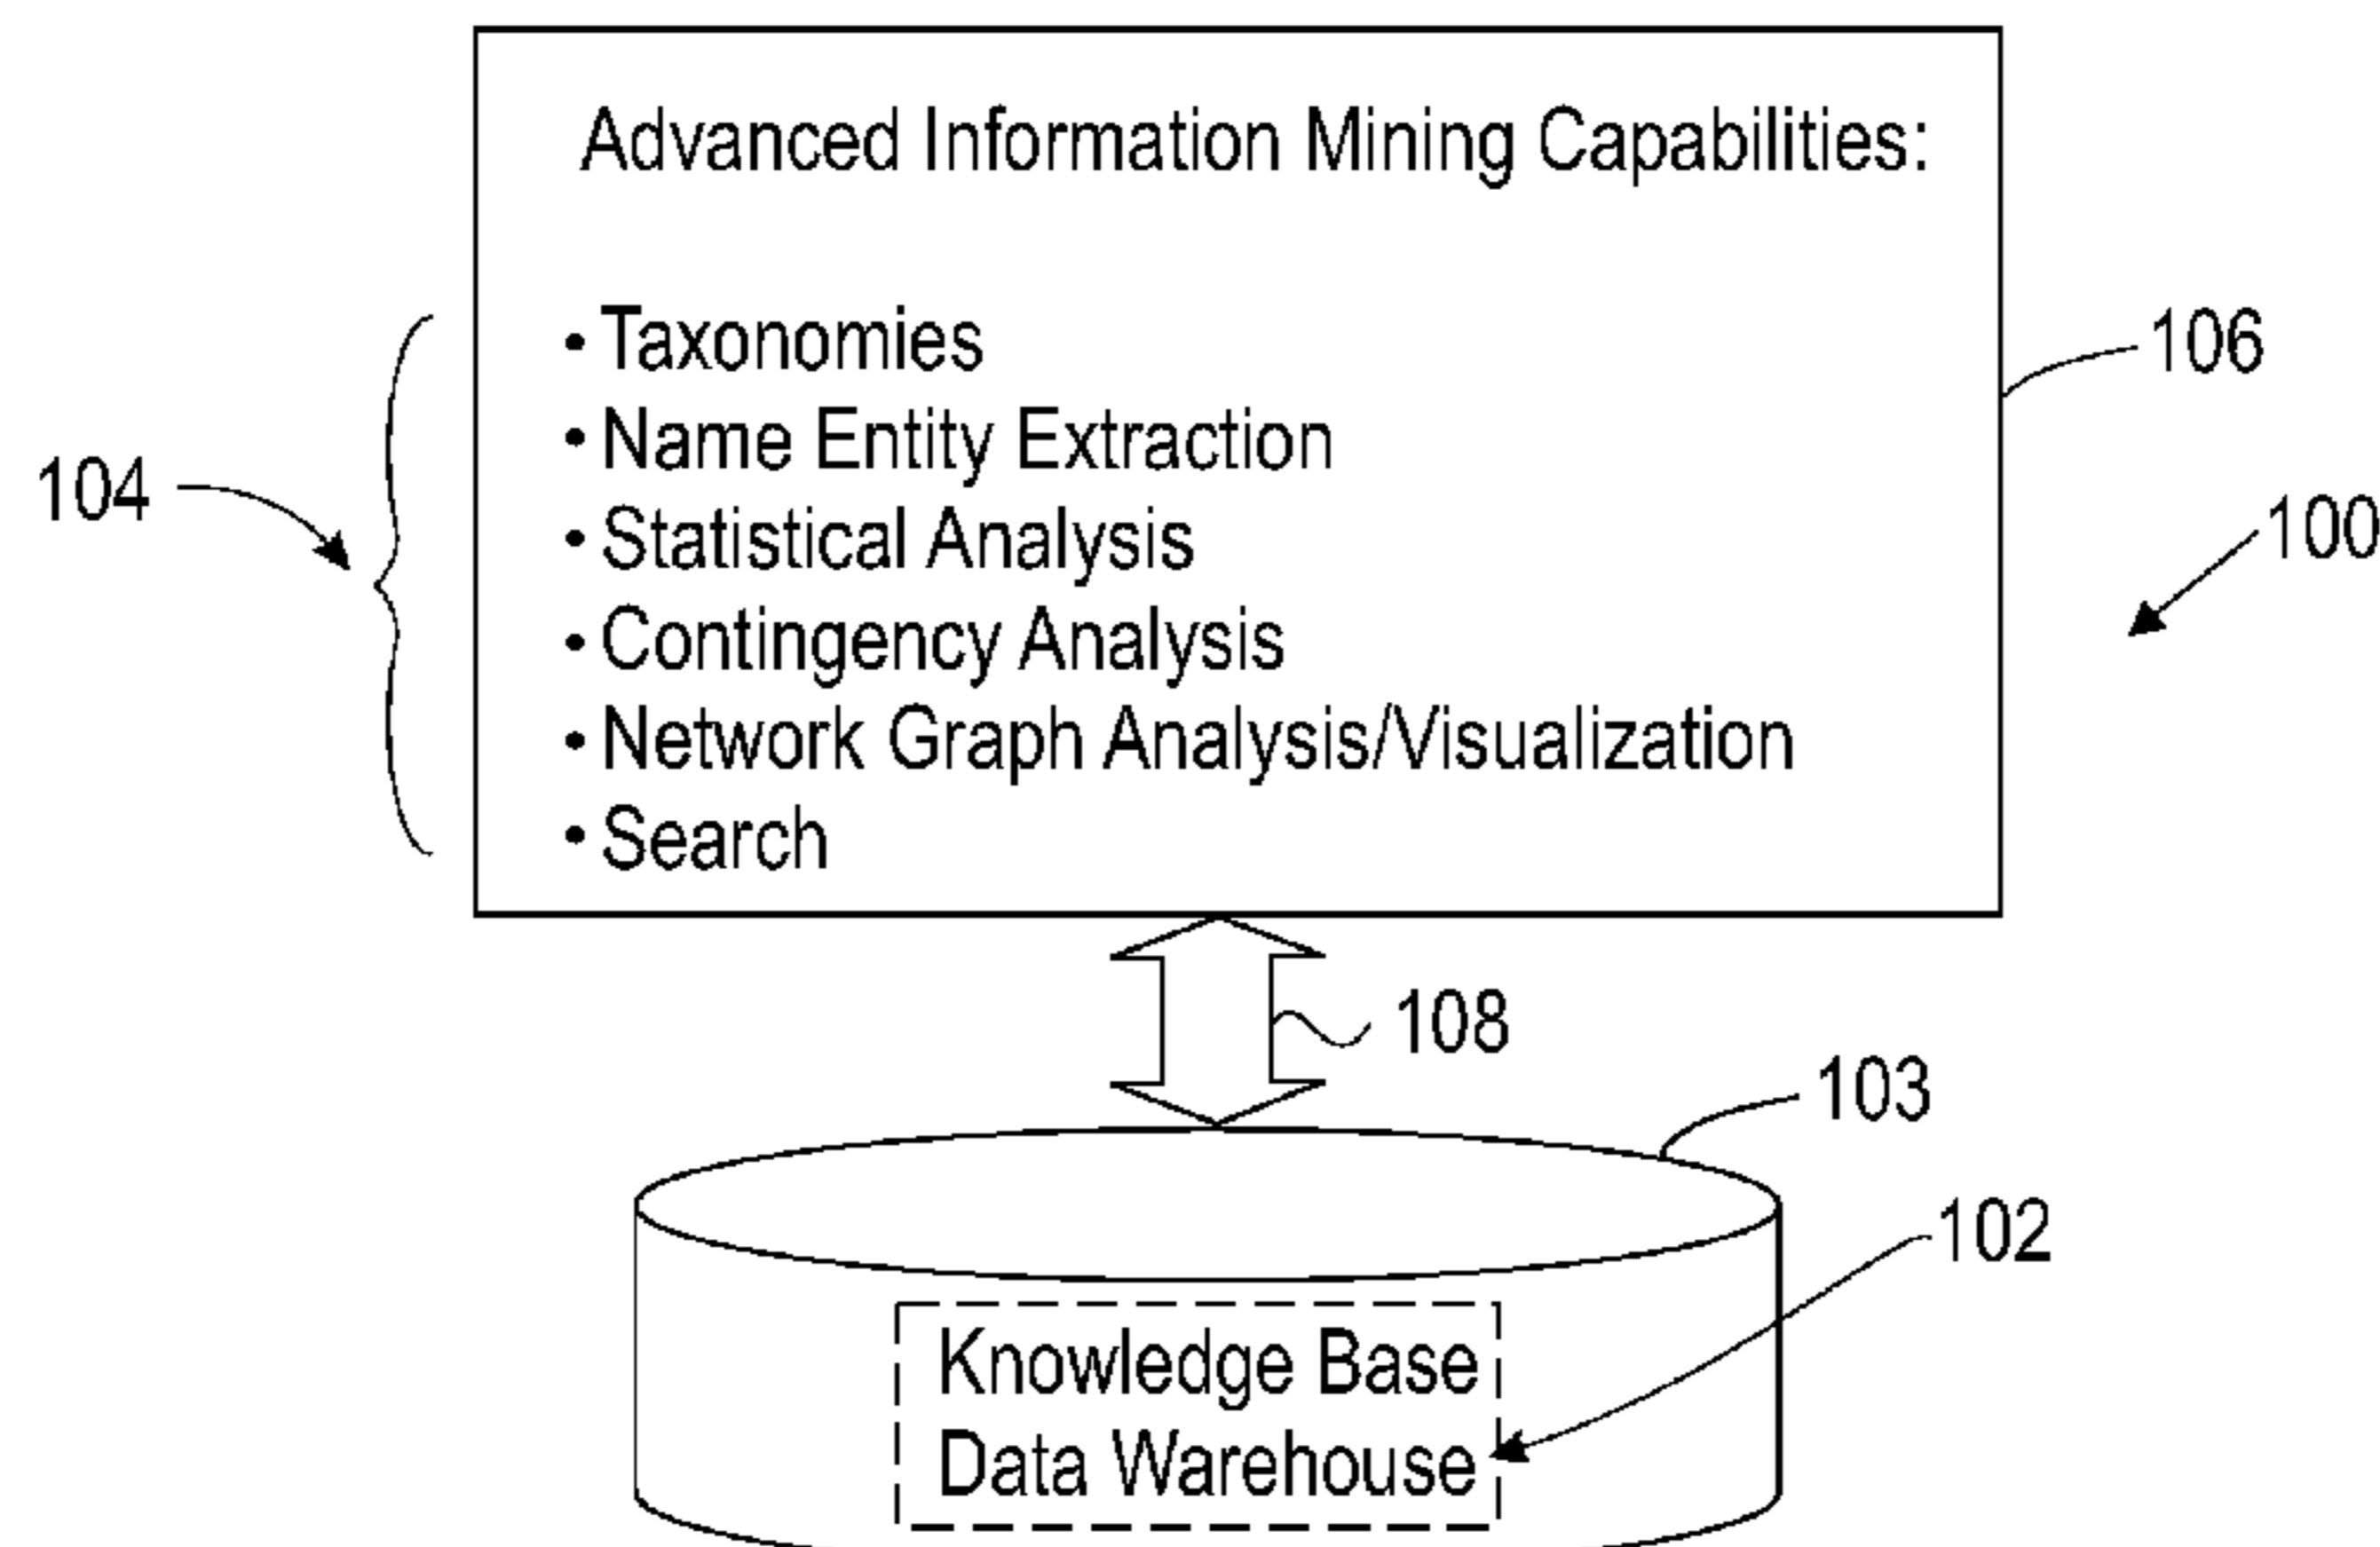 Advanced Information Mining Capabilities:
• Taxonomies
106
• Name Entity Extraction
104
100
• Statistical Analysis
• Contingency Analysis
• Network Graph Analysis/Visualization
• Search
108
103
102
Knowledge Base
Data Warehouse